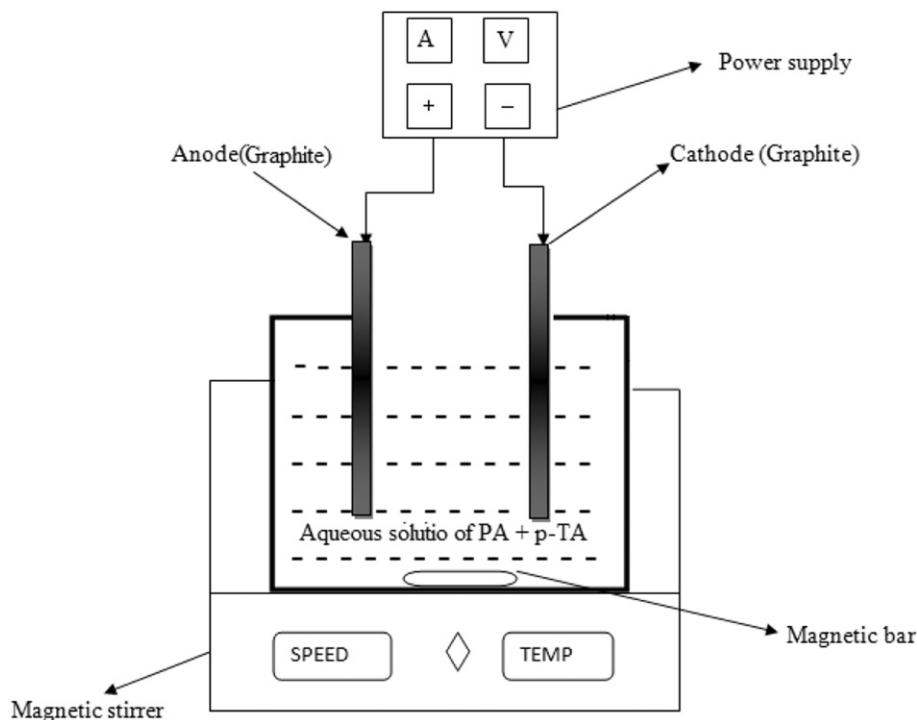 A V
Power supply
+ −
Anode(Graphite)
Cathode (Graphite)
Aqueous solutio of PA + p-TA
Magnetic bar
SPEED TEMP
Magnetic stirrer